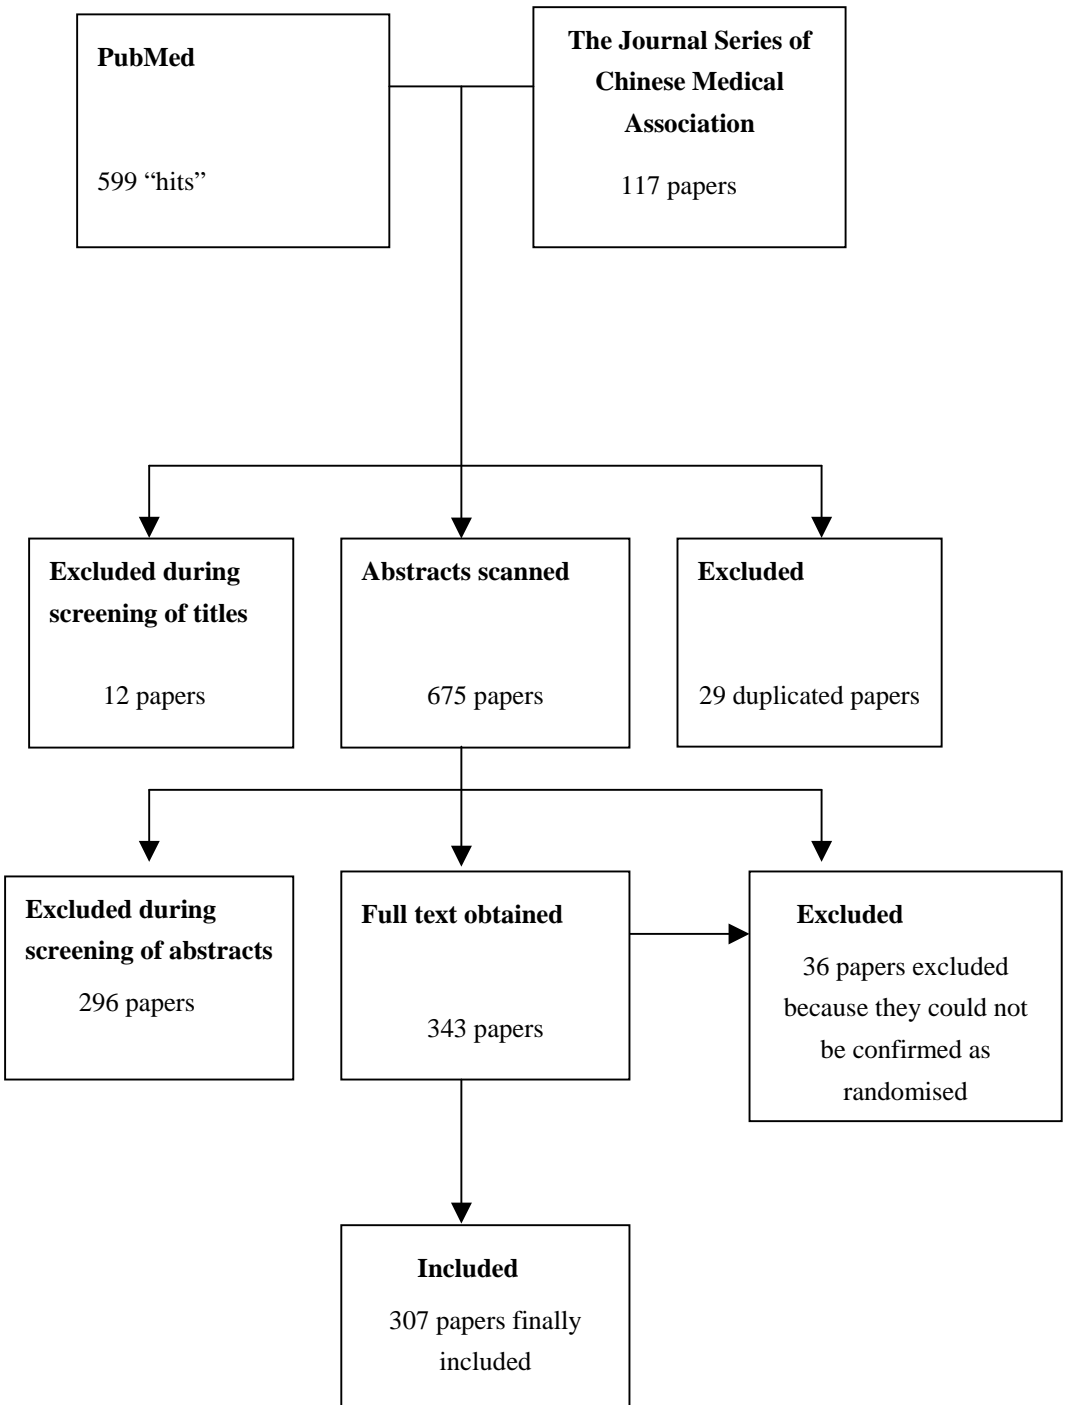 PubMed
599 “hits”
The Journal Series of
Chinese Medical
Association
117 papers
Excluded during
screening of titles
12 papers
Abstracts scanned
675 papers
Excluded
29 duplicated papers
Excluded during
screening of abstracts
296 papers
Full text obtained
343 papers
Excluded
36 papers excluded
because they could not
be confirmed as
randomised
Included
307 papers finally
included